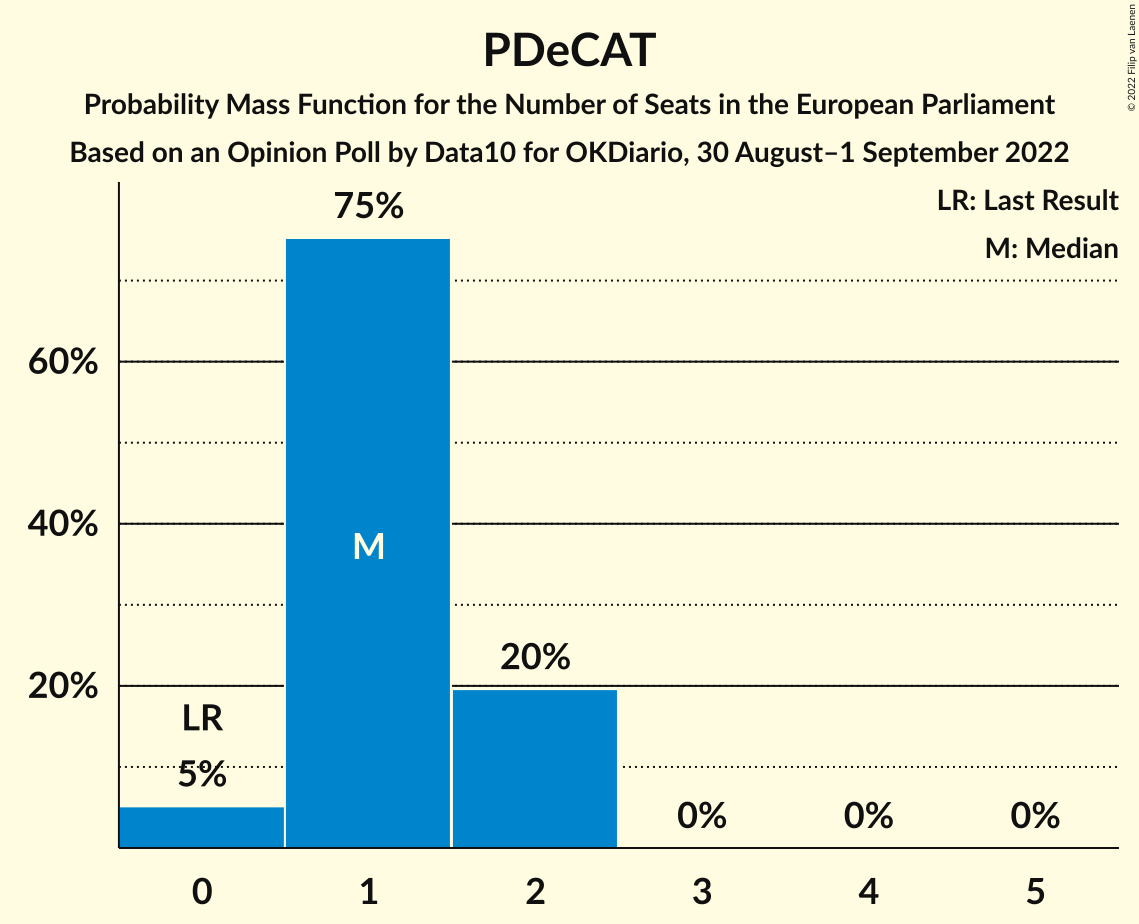 PDeCAT
Probability Mass Function for the Number of Seats in the European Parliament
Based on an Opinion Poll by Data10 for OKDiario, 30 August–1 September 2022
© 2022 Filip van Laenen
LR: Last Result
M: Median
75%
60%
40%
M
20%
20%
LR
5%
0%
0%
0%
0
1
2
3
4
5